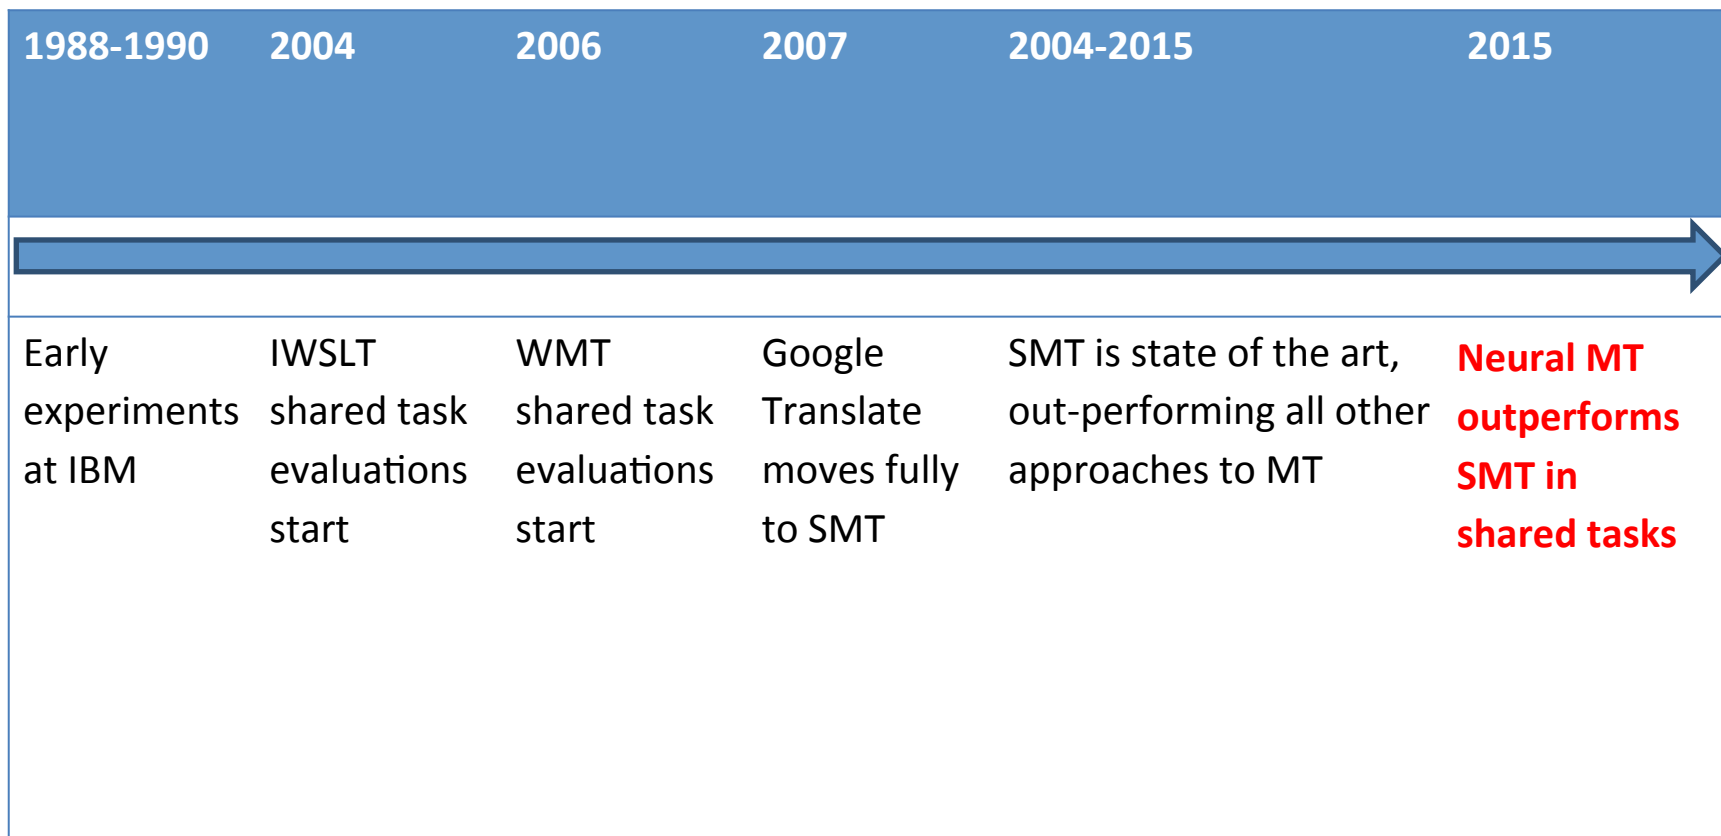 1988-1990 2004 2006 2007 2004-2015 2015
Early
experiments
at IBM
IWSLT
shared task
evaluations
start
WMT
shared task
evaluations
start
Google
Translate
moves fully
to SMT
SMT is state of the art,
out-performing all other
approaches to MT
Neural MT
outperforms
SMT in
shared tasks